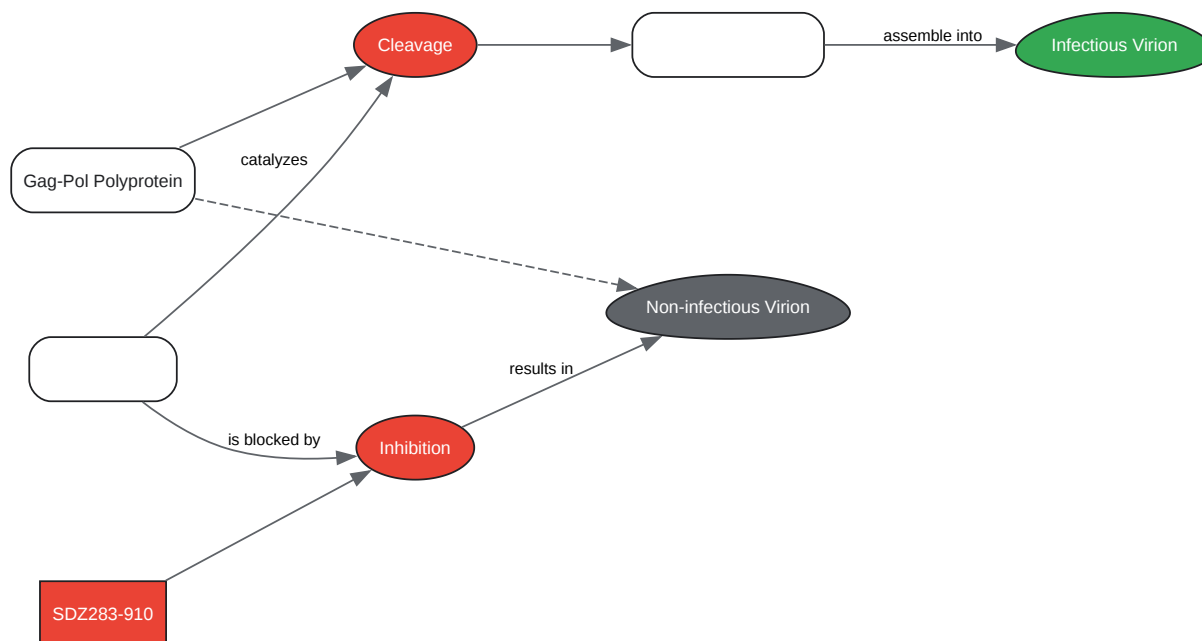 Cleavage
assemble into
Infectious Virion
catalyzes
Gag-Pol Polyprotein
Non-infectious Virion
results in
is blocked by
Inhibition
SDZ283-910